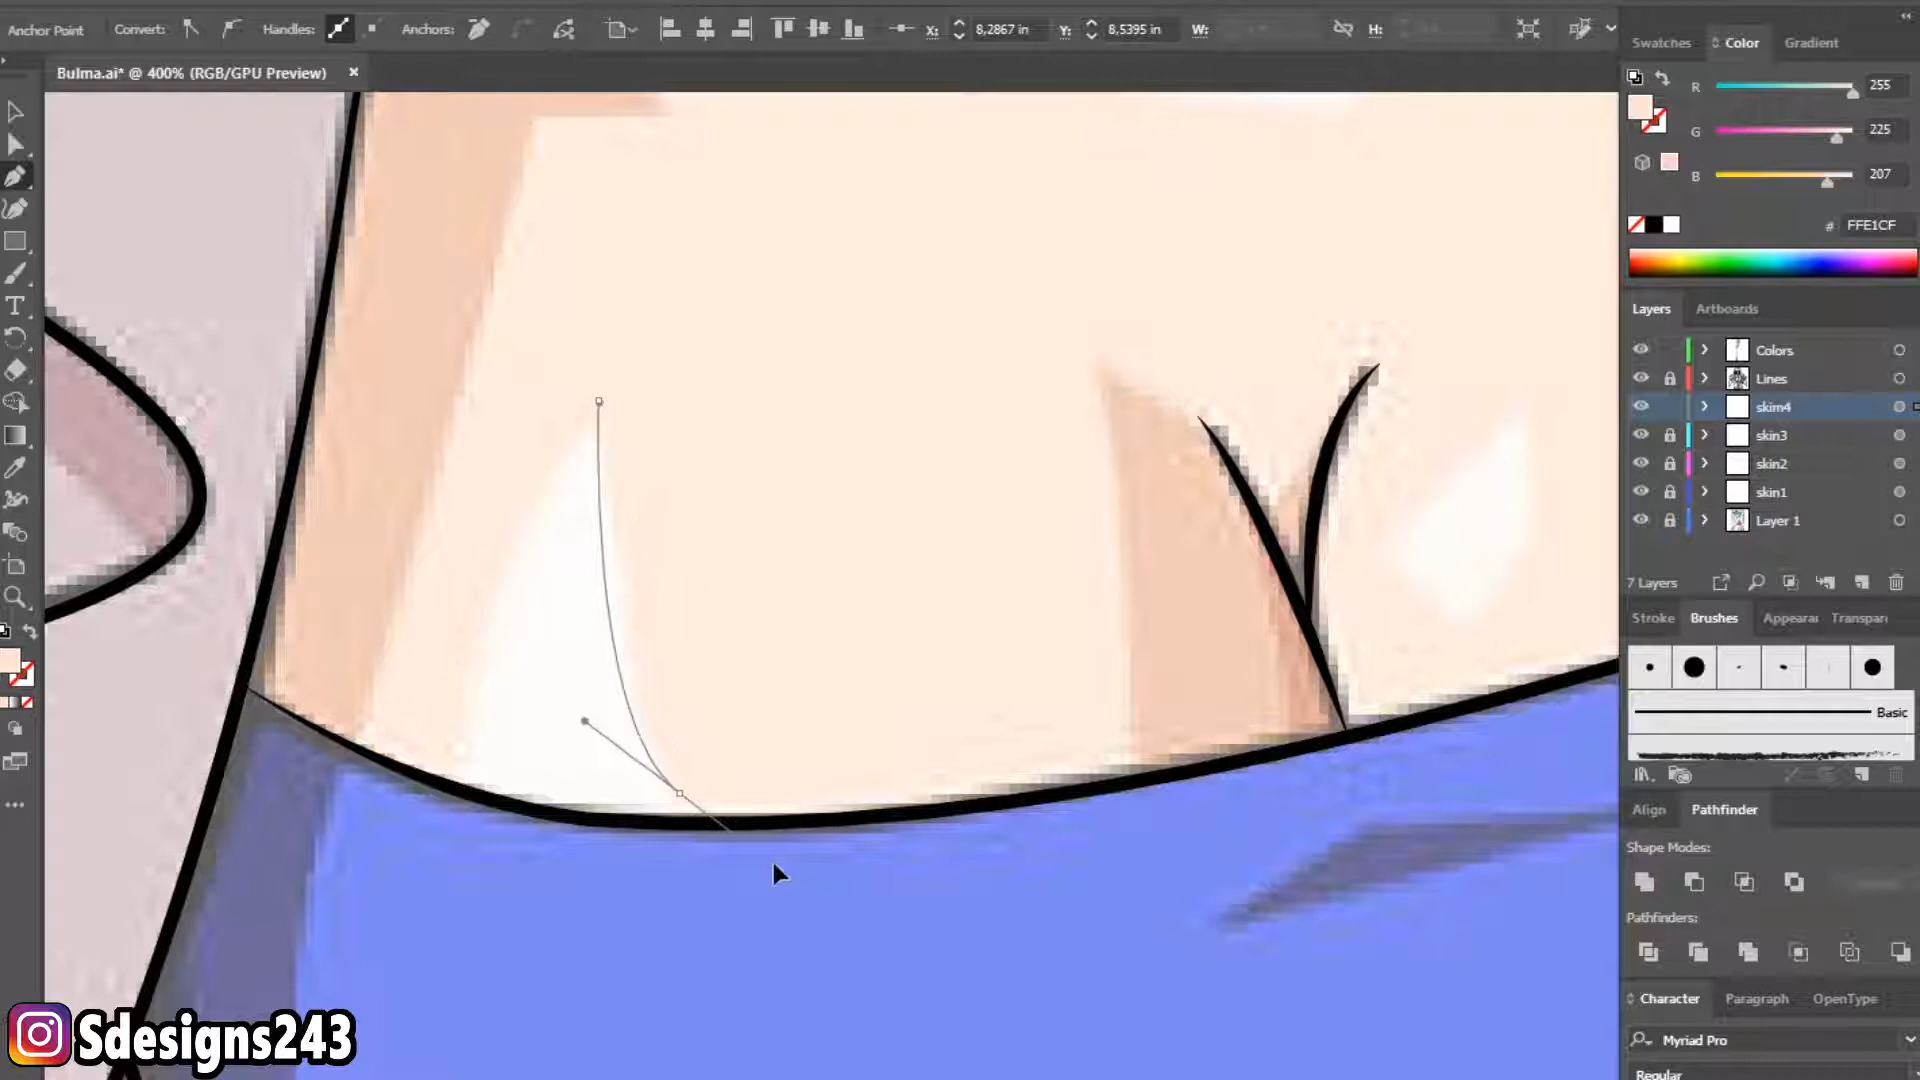 Anchor Point Convert: Handles: Anchors: X: 8,2867 in Y: 8,5395 in W: H:
Bulma.ai* @ 400% (RGB/GPU Preview) ×
Swatches Color Gradient
R 255
G 225
B 207
# FFE1CF
Layers Artboards
Colors
Lines
skim4
skin3
skin2
skin1
Layer 1
7 Layers
Stroke Brushes Appearai Transpar
Basic
Align Pathfinder
Shape Modes:
Pathfinders:
Character Paragraph OpenType
Myriad Pro
Regular
Sdesigns243